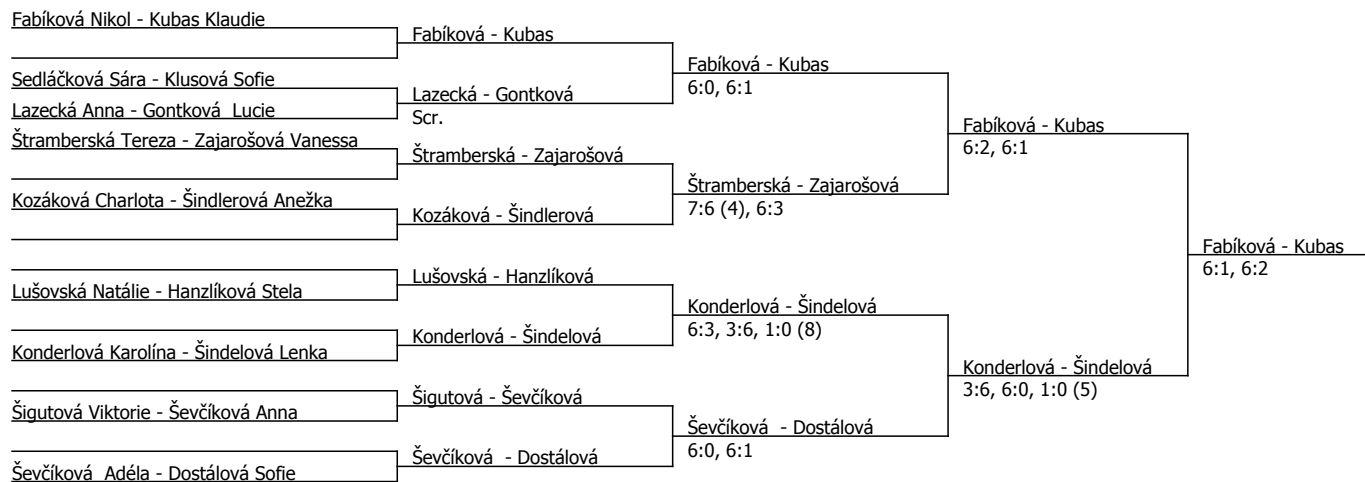 Fabíková Nikol - Kubas Klaudie
Sedláčková Sára - Klusová Sofie
Lazecká Anna - Gontková  Lucie
Štramberská Tereza - Zajarošová Vanessa
Kozáková Charlota - Šindlerová Anežka
Lušovská Natálie - Hanzlíková Stela
Konderlová Karolína - Šindelová Lenka
Šigutová Viktorie - Ševčíková Anna
Ševčíková  Adéla - Dostálová Sofie
Fabíková - Kubas
Lazecká - Gontková
Scr.
Štramberská - Zajarošová
Kozáková - Šindlerová
Lušovská - Hanzlíková
Konderlová - Šindelová
Šigutová - Ševčíková
Ševčíková  - Dostálová
Fabíková - Kubas
6:0, 6:1
Štramberská - Zajarošová
7:6 (4), 6:3
Konderlová - Šindelová
6:3, 3:6, 1:0 (8)
Ševčíková  - Dostálová
6:0, 6:1
Fabíková - Kubas
6:2, 6:1
Konderlová - Šindelová
3:6, 6:0, 1:0 (5)
Fabíková - Kubas
6:1, 6:2